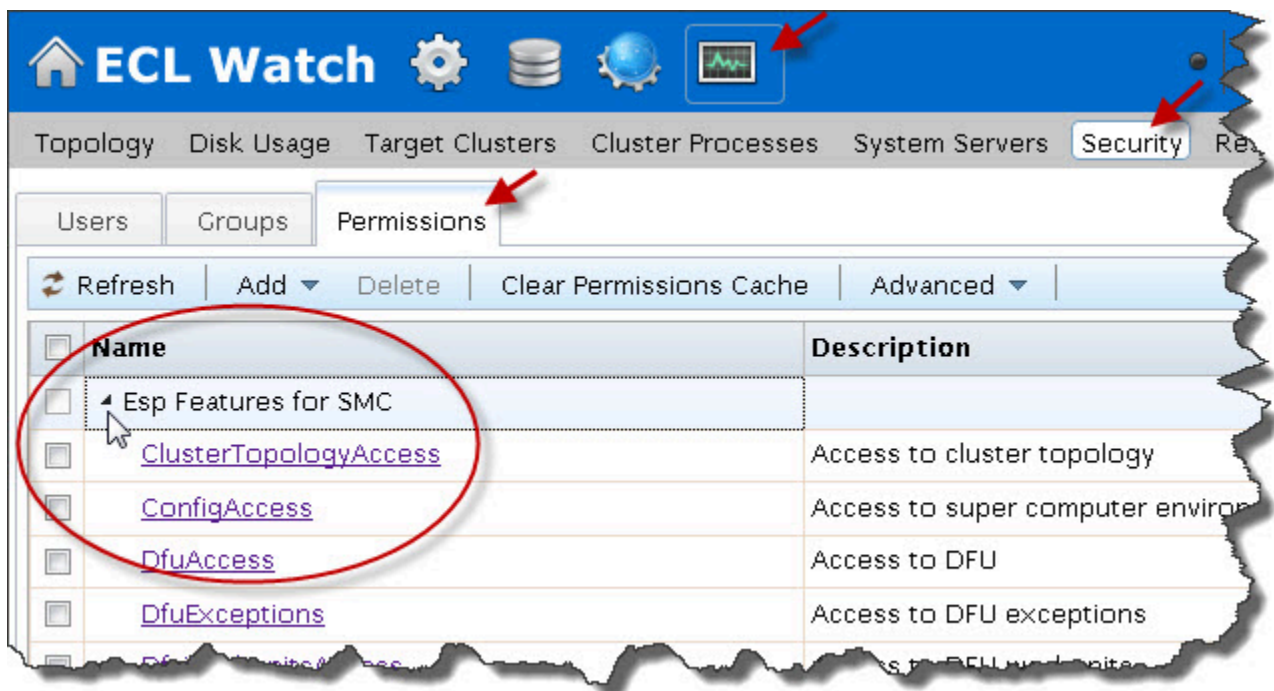 ECL Watch
Topology Disk Usage Target Clusters Cluster Processes System Servers Security
Users Groups Permissions
Refresh Add Delete Clear Permissions Cache Advanced
Name Description
Esp Features for SMC
ClusterTopologyAccess Access to cluster topology
ConfigAccess Access to super computer
DfuAccess Access to DFU
DfuExceptions Access to DFU exceptions